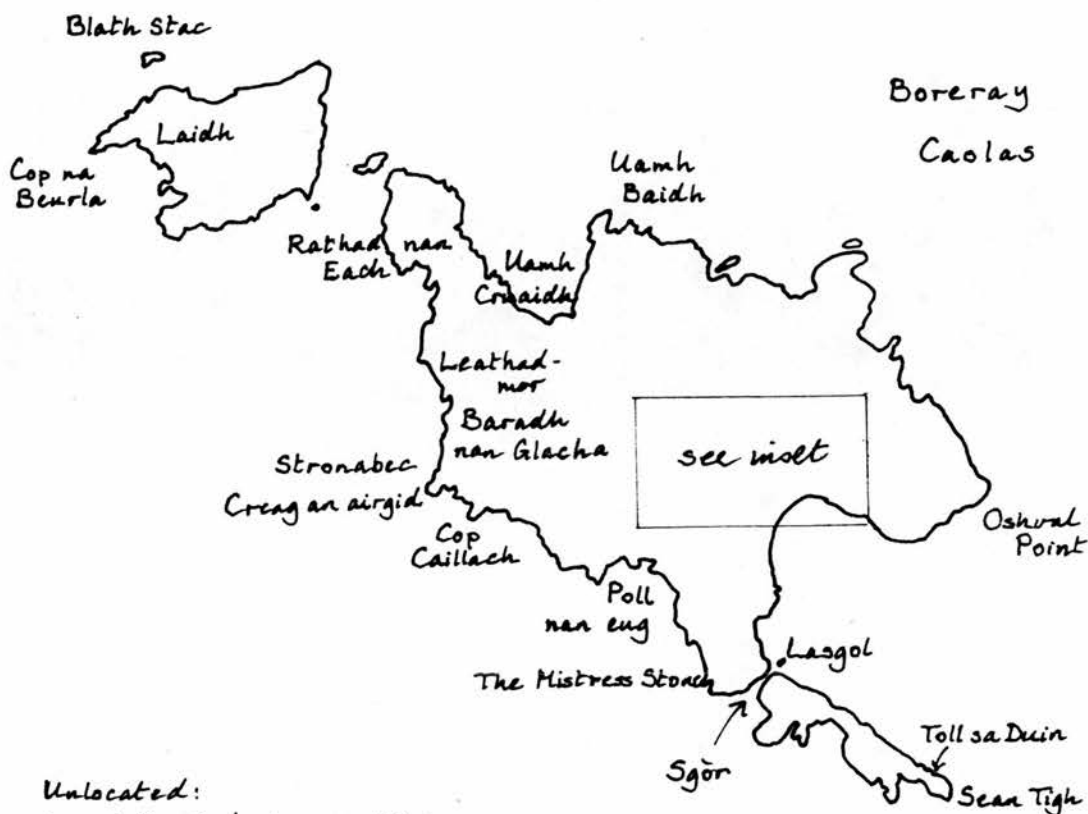 Blath Stac
Boreray
Caolas
Laidh
Cop na
Beurla
Uamh
Baidh
Rathad nan
Each
Uamh
Cruaidh
Leathad-
mor
Baradh
nan Glacha
see inset
Stronabec
Creag an airgid
Oshval
Point
Cop
Caillach
Poll
nan eug
Lasgol
The Mistress Stone
Toll sa Duin
Sgòr
Sean Tigh
Unlocated: